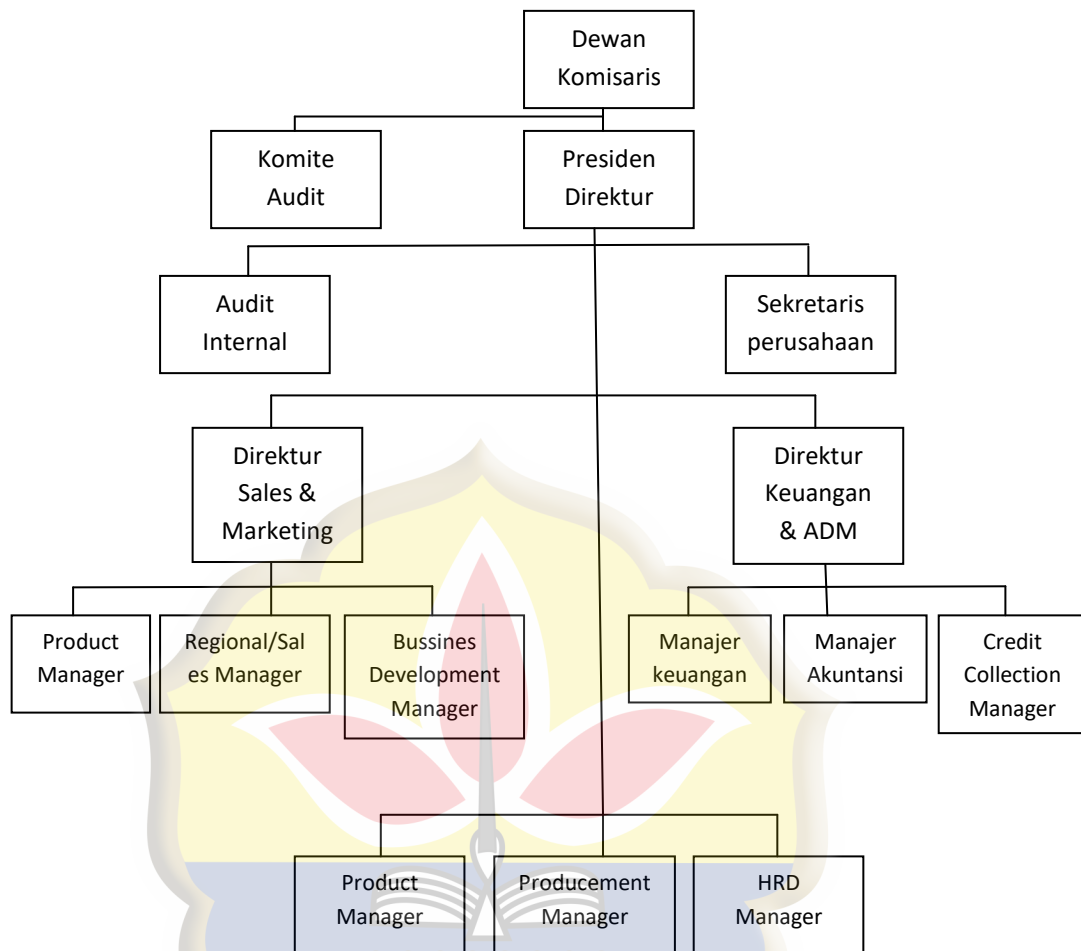 Dewan
Komisaris
Komite
Audit
Presiden
Direktur
Audit
Internal
Sekretaris
perusahaan
Direktur
Sales &
Marketing
Direktur
Keuangan
& ADM
Product
Manager
Regional/Sal
es Manager
Bussines
Development
Manager
Manajer
keuangan
Manajer
Akuntansi
Credit
Collection
Manager
Product
Manager
Producement
Manager
HRD
Manager